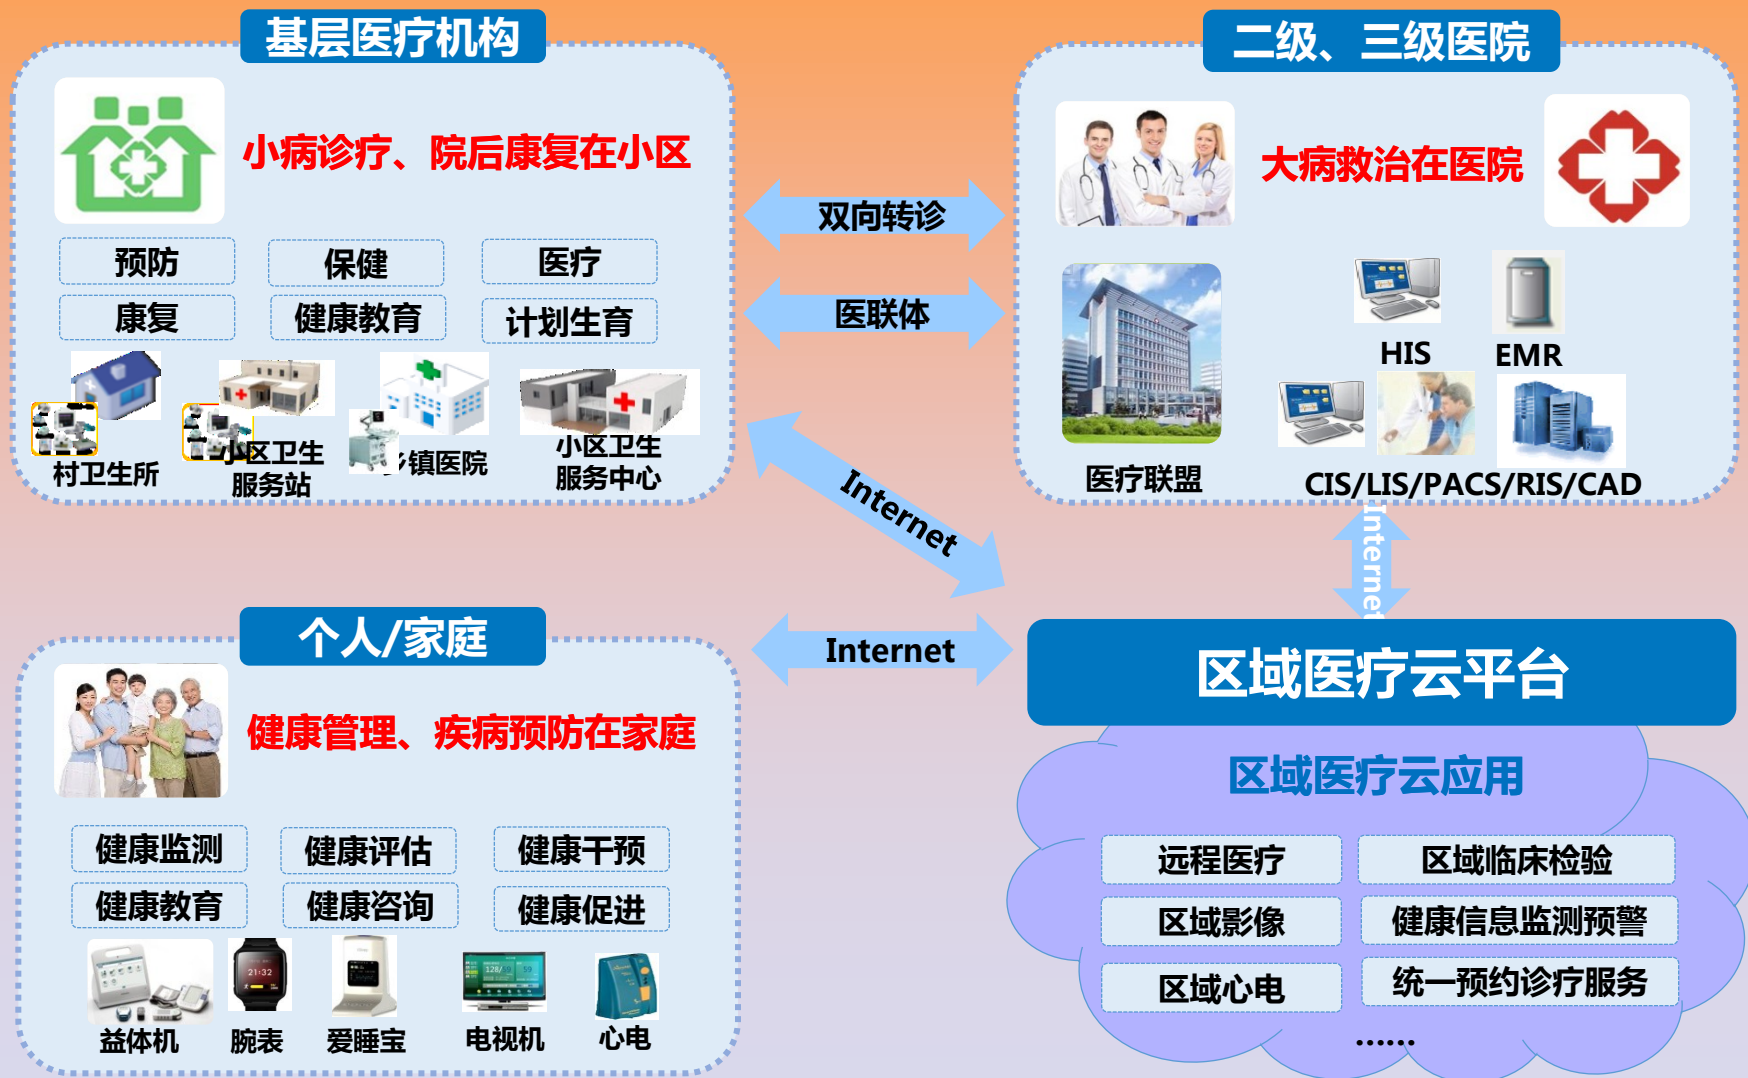 基层医疗机构
小病诊疗、院后康复在小区
预防
保健
医疗
康复
健康教育
计划生育
村卫生所
小区卫生
服务站
乡镇医院
小区卫生
服务中心
双向转诊
医联体
Internet
Internet
二级、三级医院
大病救治在医院
HIS
EMR
医疗联盟
CIS/LIS/PACS/RIS/CAD
Internet
个人/家庭
健康管理、疾病预防在家庭
健康监测
健康评估
健康干预
健康教育
健康咨询
健康促进
21:32
益体机
腕表
爱睡宝
电视机
心电
区域医疗云平台
区域医疗云应用
远程医疗
区域临床检验
区域影像
健康信息监测预警
区域心电
统一预约诊疗服务
......